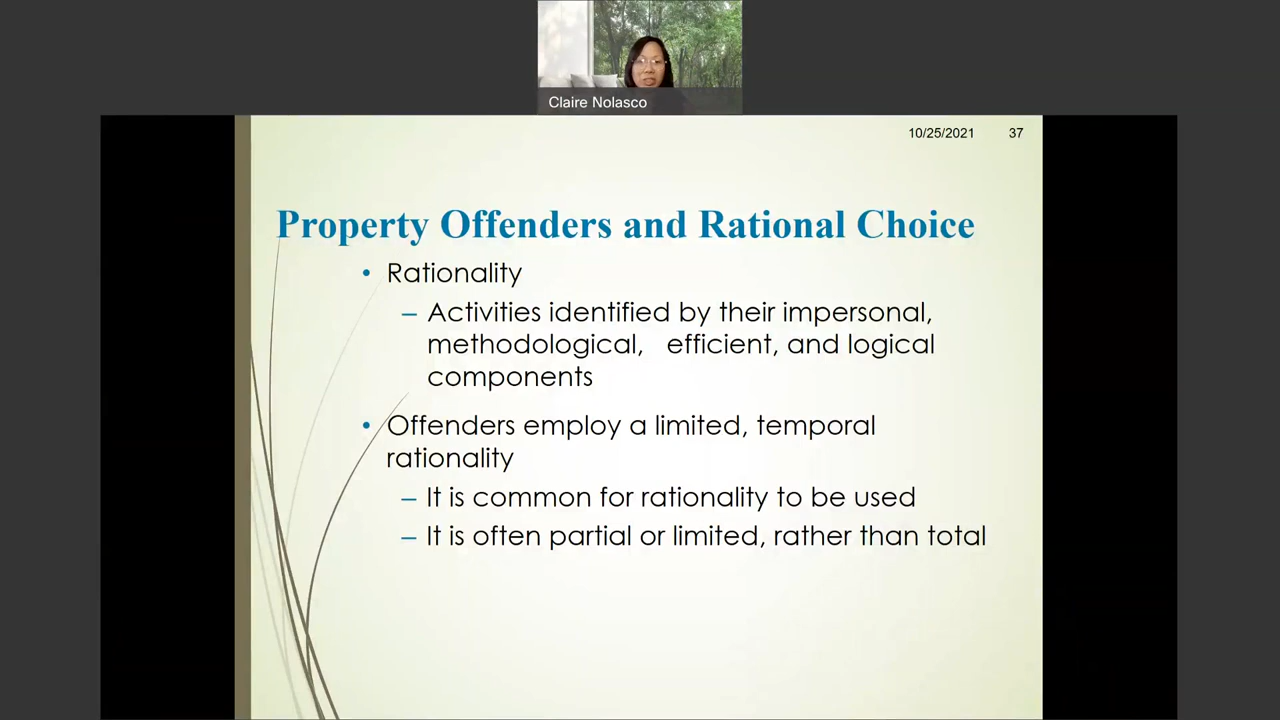 Claire Nolasco
10/25/2021 37
Property Offenders and Rational Choice
• Rationality
– Activities identified by their impersonal,
methodological, efficient, and logical
components
• Offenders employ a limited, temporal
rationality
– It is common for rationality to be used
– It is often partial or limited, rather than total